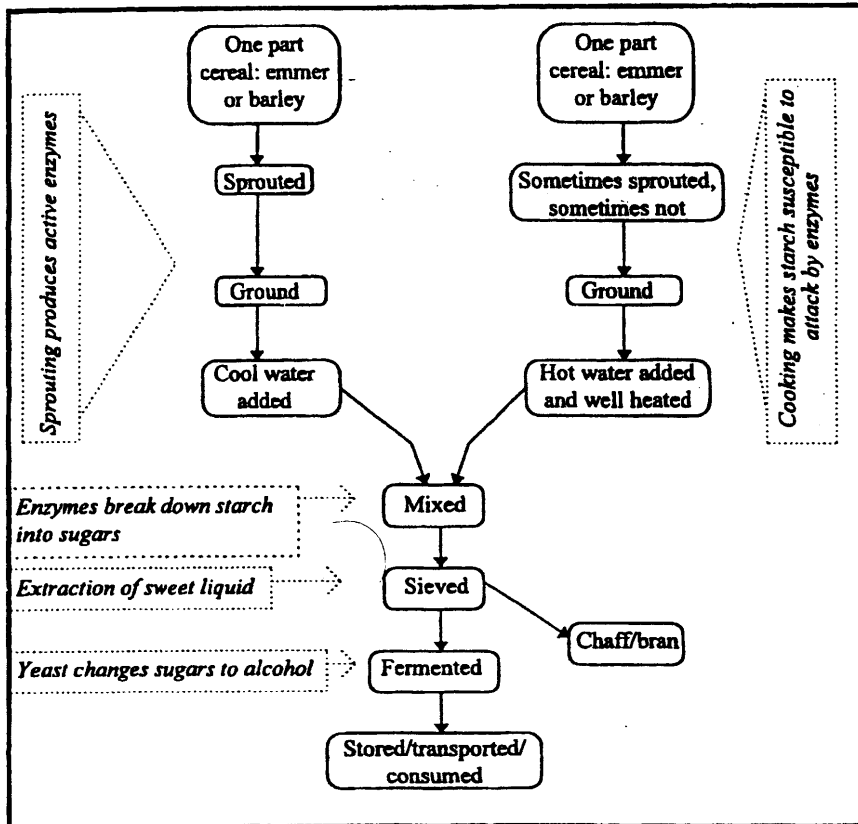 One part
cereal: emmer
or barley
One part
cereal: emmer
or barley
Sprouting produces active enzymes
Sprouted
Sometimes sprouted,
sometimes not
Cooking makes starch susceptible to
attack by enzymes
Ground
Ground
Cool water
added
Hot water added
and well heated
Enzymes break down starch
into sugars
Mixed
Extraction of sweet liquid
Sieved
Chaff/bran
Yeast changes sugars to alcohol
Fermented
Stored/transported/
consumed